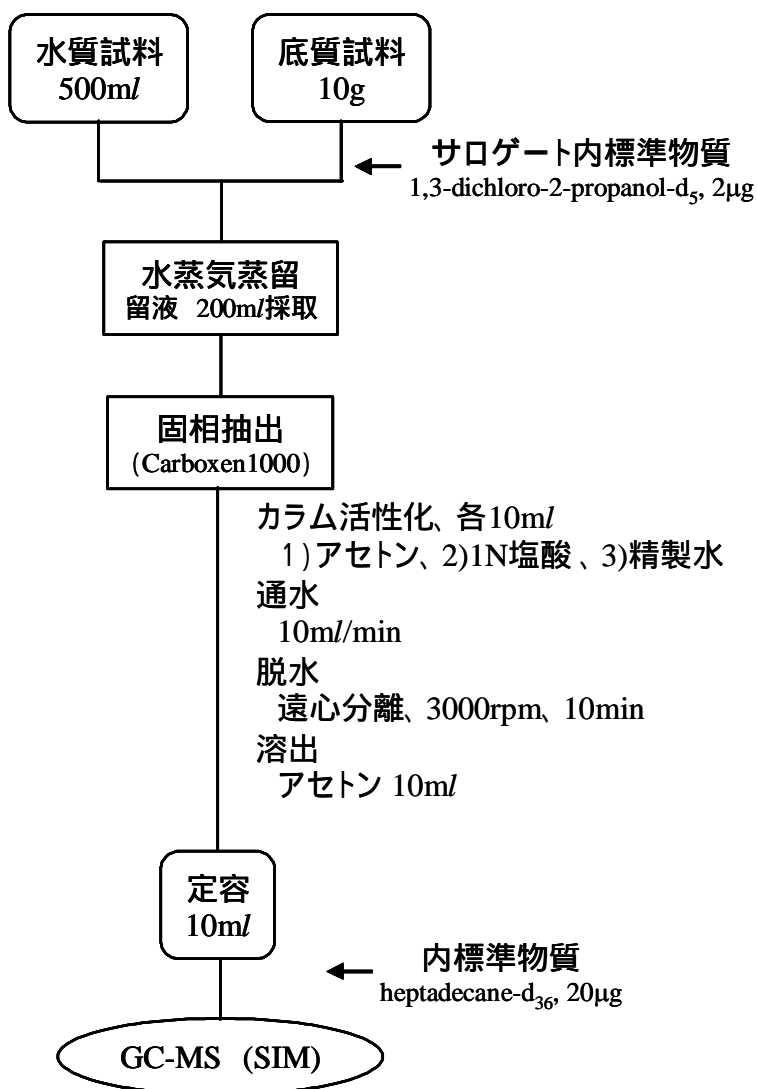 水質試料
500ml
底質試料
10g
サロゲート内標準物質
1,3-dichloro-2-propanol-d5, 2μg
水蒸気蒸留
留液 200ml採取
固相抽出
(Carboxen1000)
カラム活性化、各10ml
1)アセトン、2)1N塩酸、3)精製水
通水
10ml/min
脱水
遠心分離、3000rpm、10min
溶出
アセトン 10ml
定容
10ml
内標準物質
heptadecane-d36, 20μg
GC-MS (SIM)